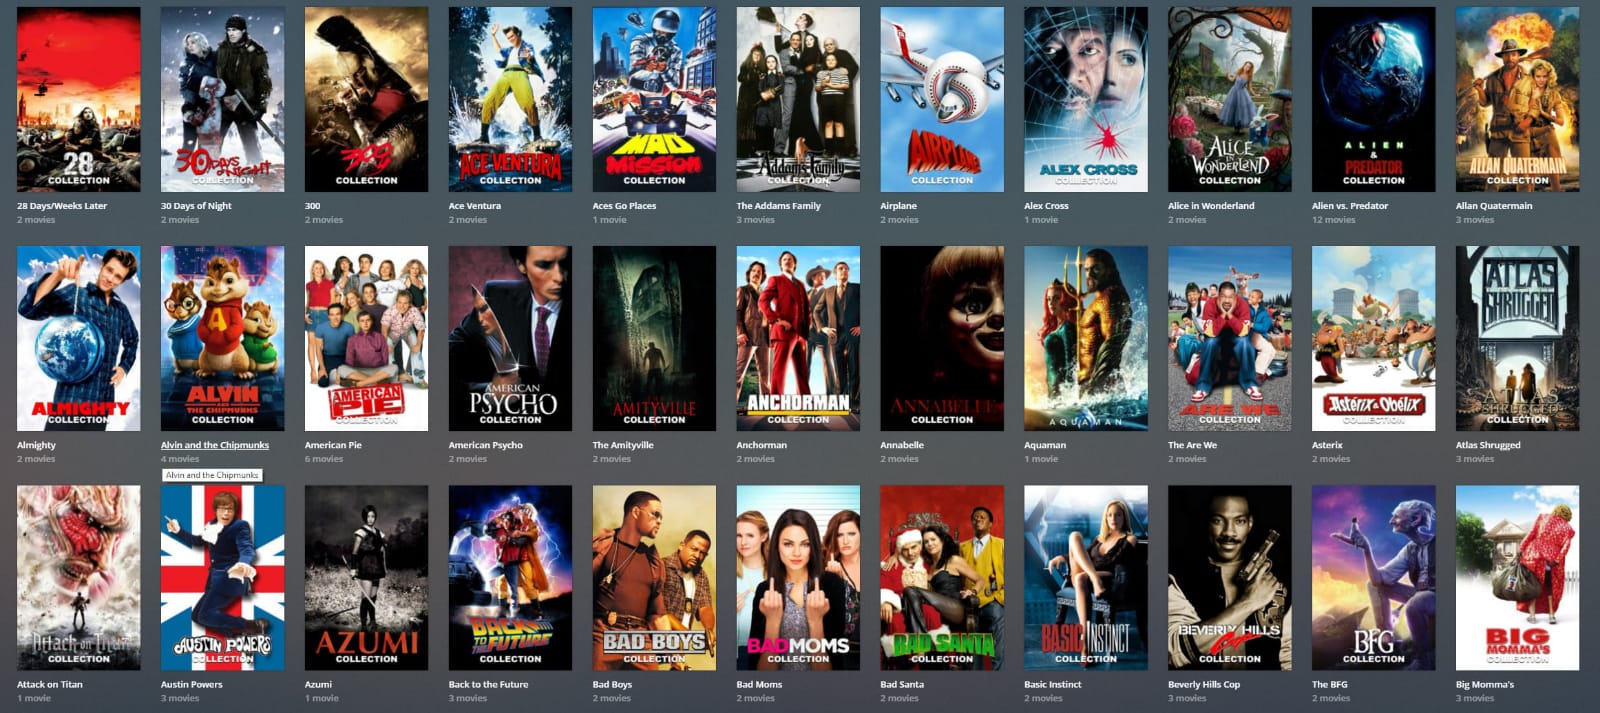 28
COLLECTION
28 Days/Weeks Later
2 movies
30 DAYS OF NIGHT
COLLECTION
30 Days of Night
2 movies
300
COLLECTION
300
2 movies
ACE VENTURA
COLLECTION
Ace Ventura
2 movies
MAD
MISSION
COLLECTION
Aces Go Places
1 movie
The Addams Family
COLLECTION
The Addams Family
3 movies
AIRPLANE
COLLECTION
Airplane
2 movies
ALEX CROSS
COLLECTION
Alex Cross
1 movie
ALICE
IN
WONDERLAND
COLLECTION
Alice in Wonderland
2 movies
ALIEN
&
PREDATOR
COLLECTION
Alien vs. Predator
12 movies
ALLAN QUATERMAIN
COLLECTION
Allan Quatermain
3 movies
ALMIGHTY
COLLECTION
Almighty
2 movies
A
ALVIN
AND THE
THE CHIPMUNKS
COLLECTION
Alvin and the Chipmunks
4 movies
Alvin and the Chipmunks
AMERICAN
PIE
COLLECTION
American Pie
6 movies
AMERICAN
PSYCHO
COLLECTION
American Psycho
2 movies
AMITYVILLE
COLLECTION
The Amityville
2 movies
ANCHORMAN
COLLECTION
Anchorman
2 movies
ANNABELLE
COLLECTION
Annabelle
2 movies
AQUAMAN
Aquaman
1 movie
ARE WE
COLLECTION
The Are We
2 movies
Astérix & Obélix
COLLECTION
Asterix
2 movies
ATLAS
SHRUGGED
ATLAS
SHRUGGED
COLLECTION
Atlas Shrugged
3 movies
Attack on Titan
COLLECTION
Attack on Titan
1 movie
AUSTIN POWERS
COLLECTION
Austin Powers
3 movies
AZUMI
COLLECTION
Azumi
1 movie
BACK
TO THE
FUTURE
COLLECTION
Back to the Future
3 movies
BAD BOYS
COLLECTION
Bad Boys
2 movies
BADMOMS
COLLECTION
Bad Moms
2 movies
BAD SANTA
COLLECTION
Bad Santa
2 movies
BASIC INSTINCT
COLLECTION
Basic Instinct
2 movies
BEVERLY HILLS
Cop
COLLECTION
Beverly Hills Cop
3 movies
BFG
COLLECTION
The BFG
2 movies
BIG
MOMMA'S
COLLECTION
Big Momma's
3 movies